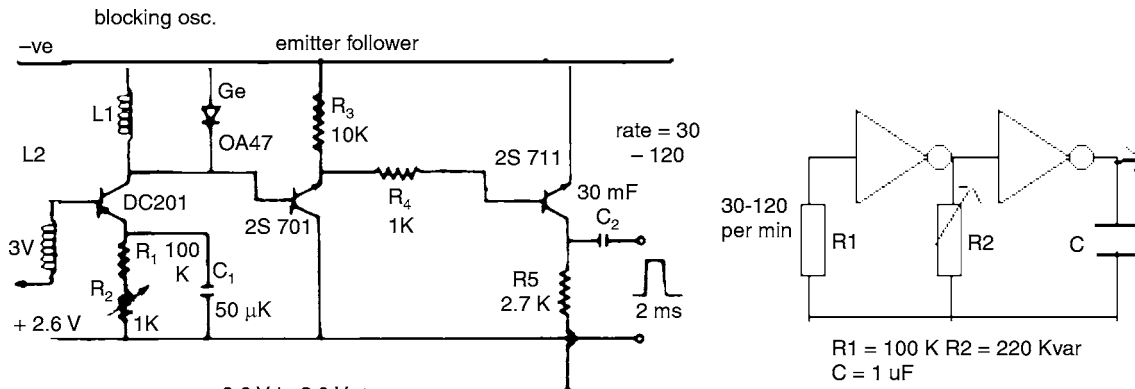 blocking osc.
–ve
emitter follower
L1
Ge
OA47
R3
10K
L2
DC201
2S 701
R4
1K
2S 711
rate = 30
– 120
30 mF
C2
3V
R1 100
K
C1
R2
1K
50 µK
+ 2.6 V
R5
2.7 K
2 ms
30-120
per min
R1
R2
C
R1 = 100 K R2 = 220 Kvar
C = 1 uF